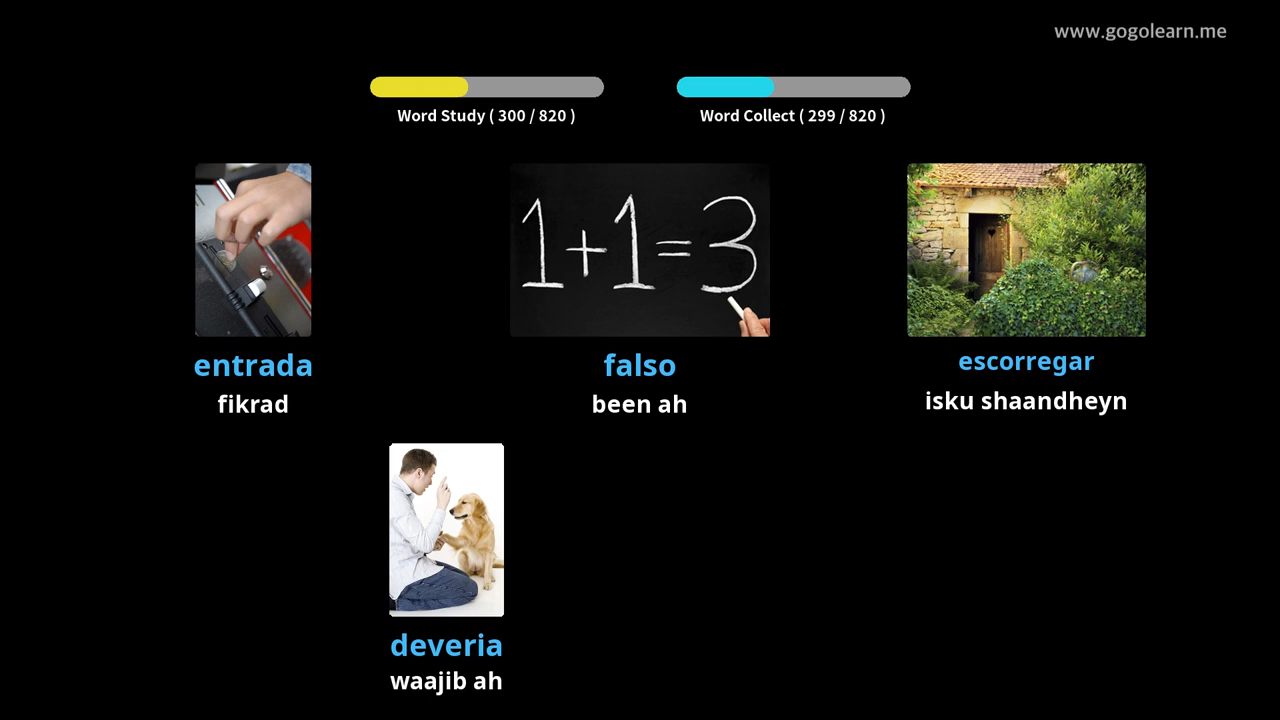 www.gogolearn.me
Word Study ( 300 / 820 )
Word Collect ( 299 / 820 )
1+1=3
entrada
fikrad
falso
been ah
escorregar
isku shaandheyn
deveria
waajib ah